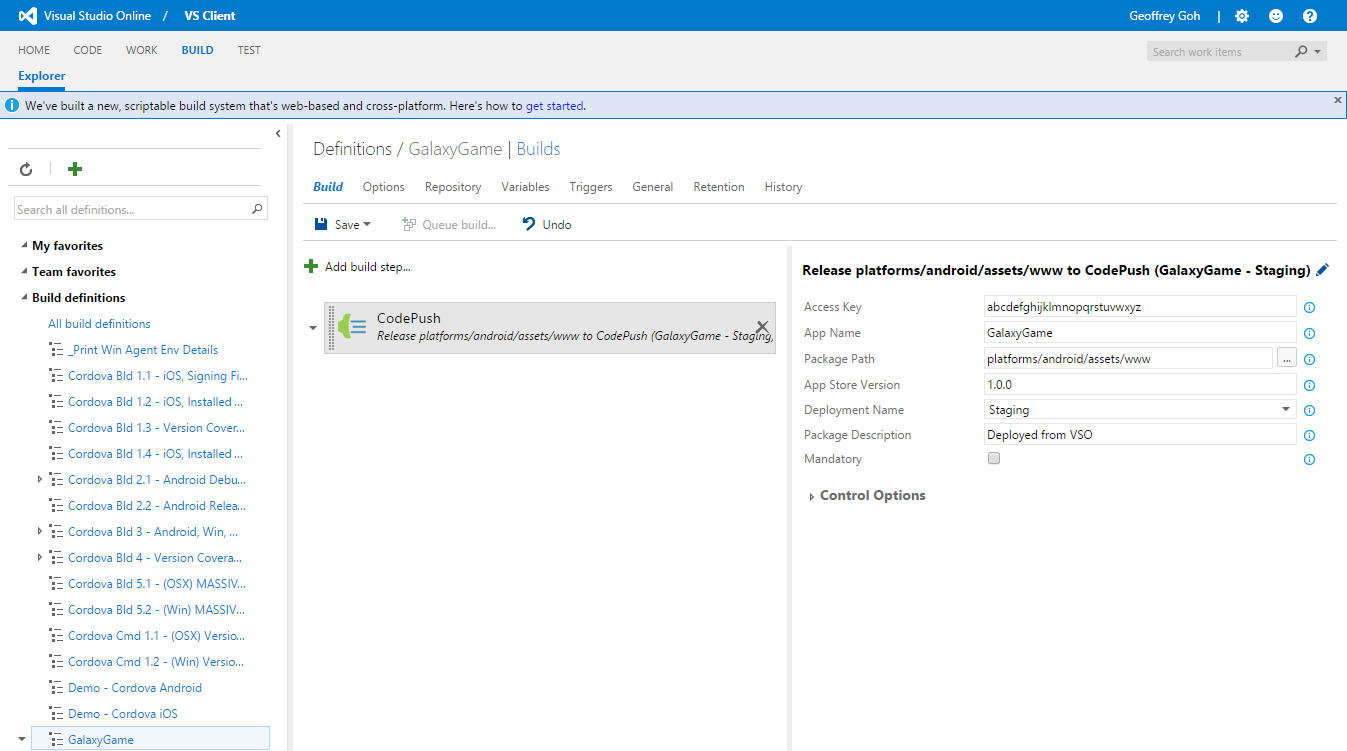 Visual Studio Online / VS Client Geoffrey Goh |
HOME CODE WORK BUILD TEST Search work items
Explorer
We've built a new, scriptable build system that's web-based and cross-platform. Here's how to get started.
Search all definitions...
My favorites
Team favorites
Build definitions
All build definitions
_Print Win Agent Env Details
Cordova Bld 1.1 - iOS, Signing Fi...
Cordova Bld 1.2 - iOS, Installed ...
Cordova Bld 1.3 - Version Cover...
Cordova Bld 1.4 - iOS, Installed ...
Cordova Bld 2.1 - Android Debu...
Cordova Bld 2.2 - Android Relea...
Cordova Bld 3 - Android, Win, ...
Cordova Bld 4 - Version Covera...
Cordova Bld 5.1 - (OSX) MASSIV...
Cordova Bld 5.2 - (Win) MASSIV...
Cordova Cmd 1.1 - (OSX) Versio...
Cordova Cmd 1.2 - (Win) Versio...
Demo - Cordova Android
Demo - Cordova iOS
GalaxyGame
Definitions / GalaxyGame | Builds
Build Options Repository Variables Triggers General Retention History
Save Queue build... Undo
Add build step...
CodePush
Release platforms/android/assets/www to CodePush (GalaxyGame - Staging,
Release platforms/android/assets/www to CodePush (GalaxyGame - Staging)
Access Key abcdefghijklmnopqrstuvwxyz
App Name GalaxyGame
Package Path platforms/android/assets/www ...
App Store Version 1.0.0
Deployment Name Staging
Package Description Deployed from VSO
Mandatory
Control Options